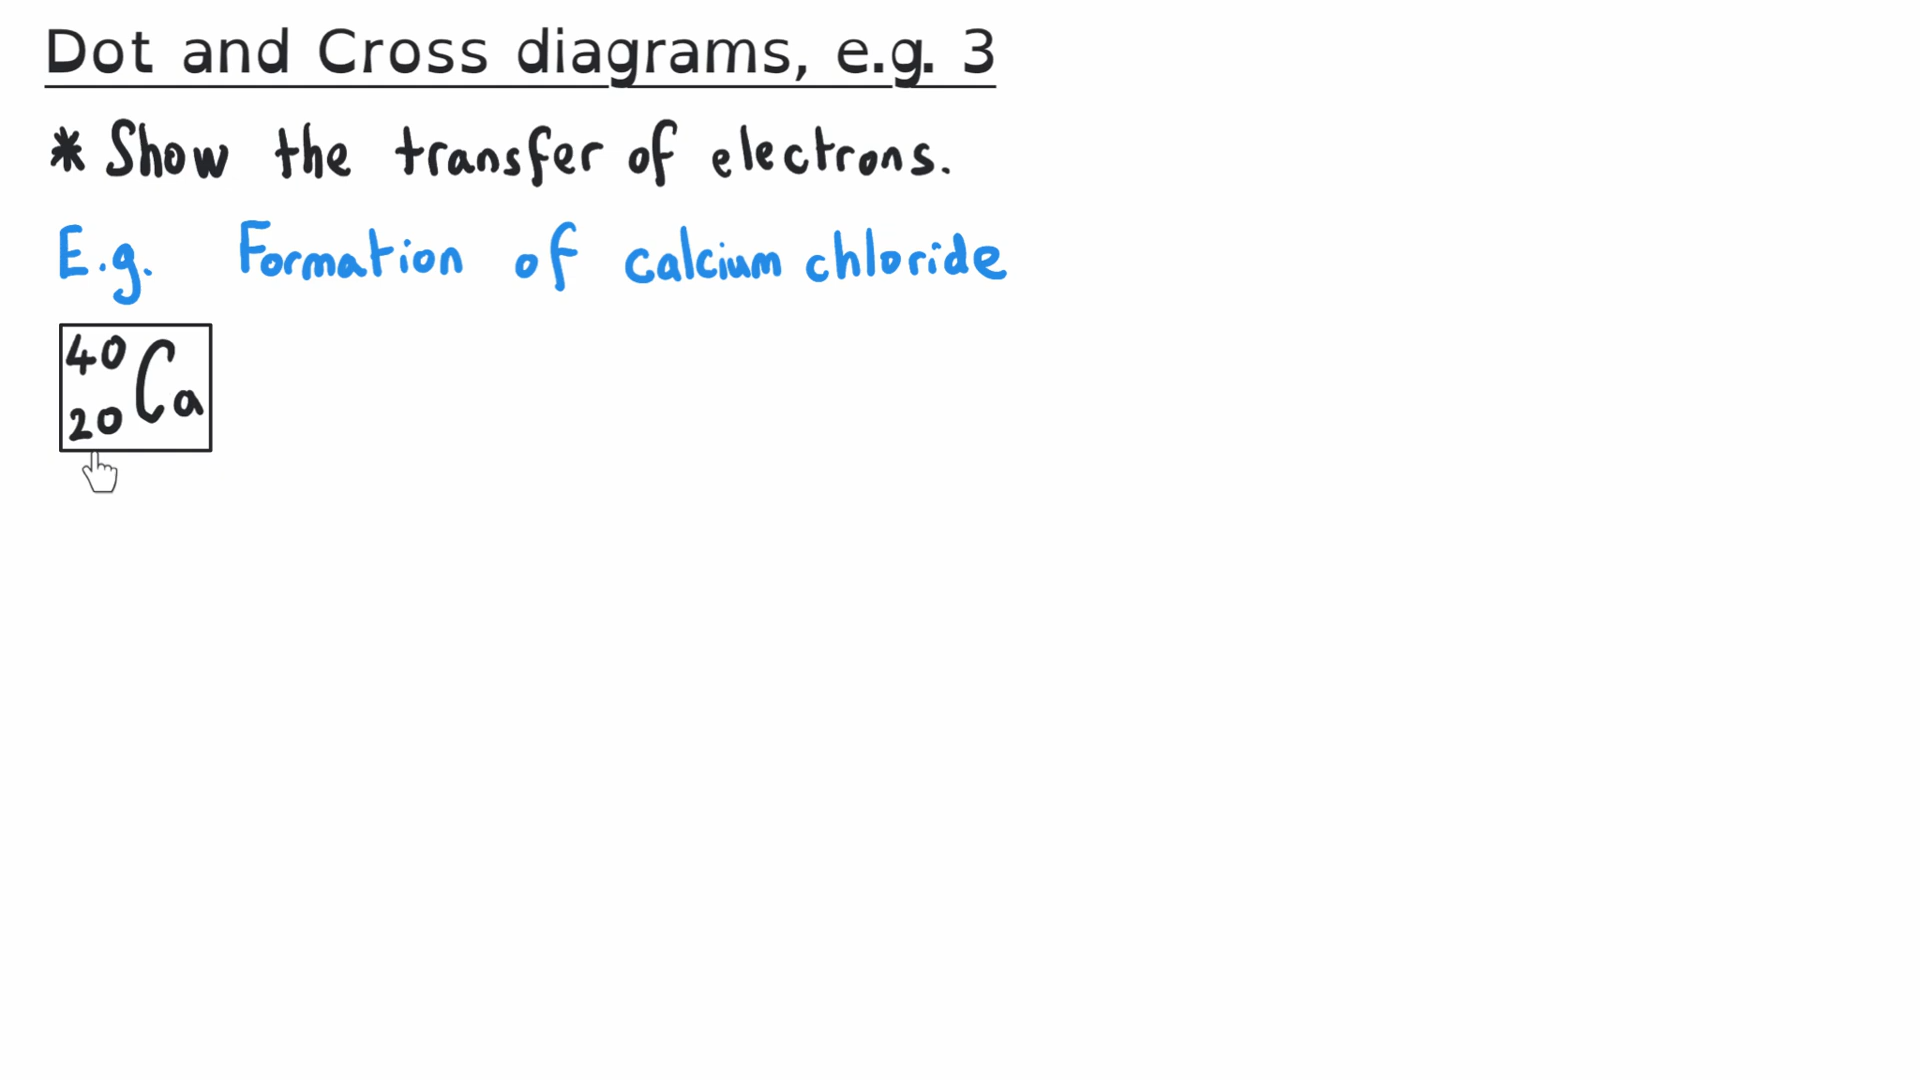 Dot and Cross diagrams, e.g. 3
* Show the transfer of electrons.
E.g. Formation of calcium chloride
40
20 Ca